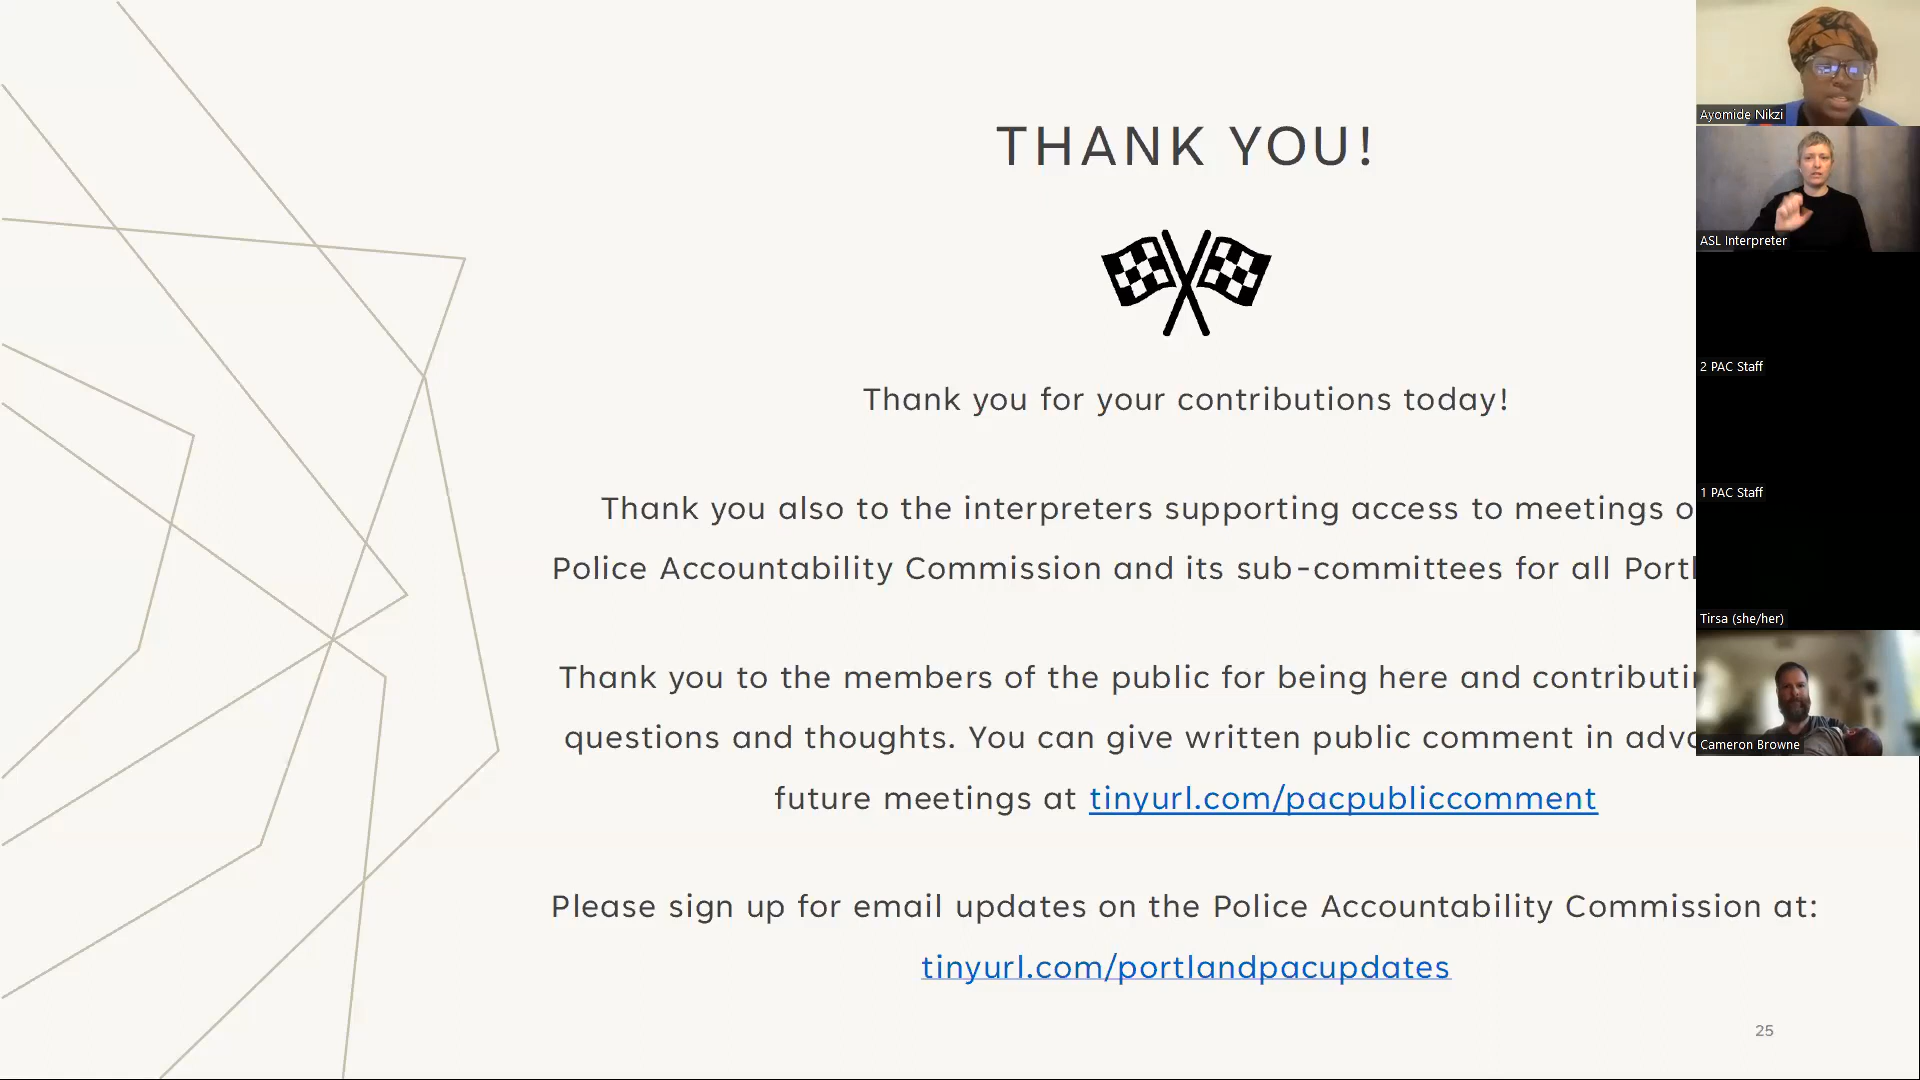 THANK YOU!
Thank you for your contributions today!
Thank you also to the interpreters supporting access to meetings
Police Accountability Commission and its sub-committees for all
Thank you to the members of the public for being here and
questions and thoughts. You can give written public comment in
future meetings at tinyurl.com/pacpubliccomment
Please sign up for email updates on the Police Accountability Commission at:
tinyurl.com/portlandpacupdates
25
Ayomide Nikzi
ASL Interpreter
2 PAC Staff
1 PAC Staff
Tirsa (she/her)
Cameron Browne